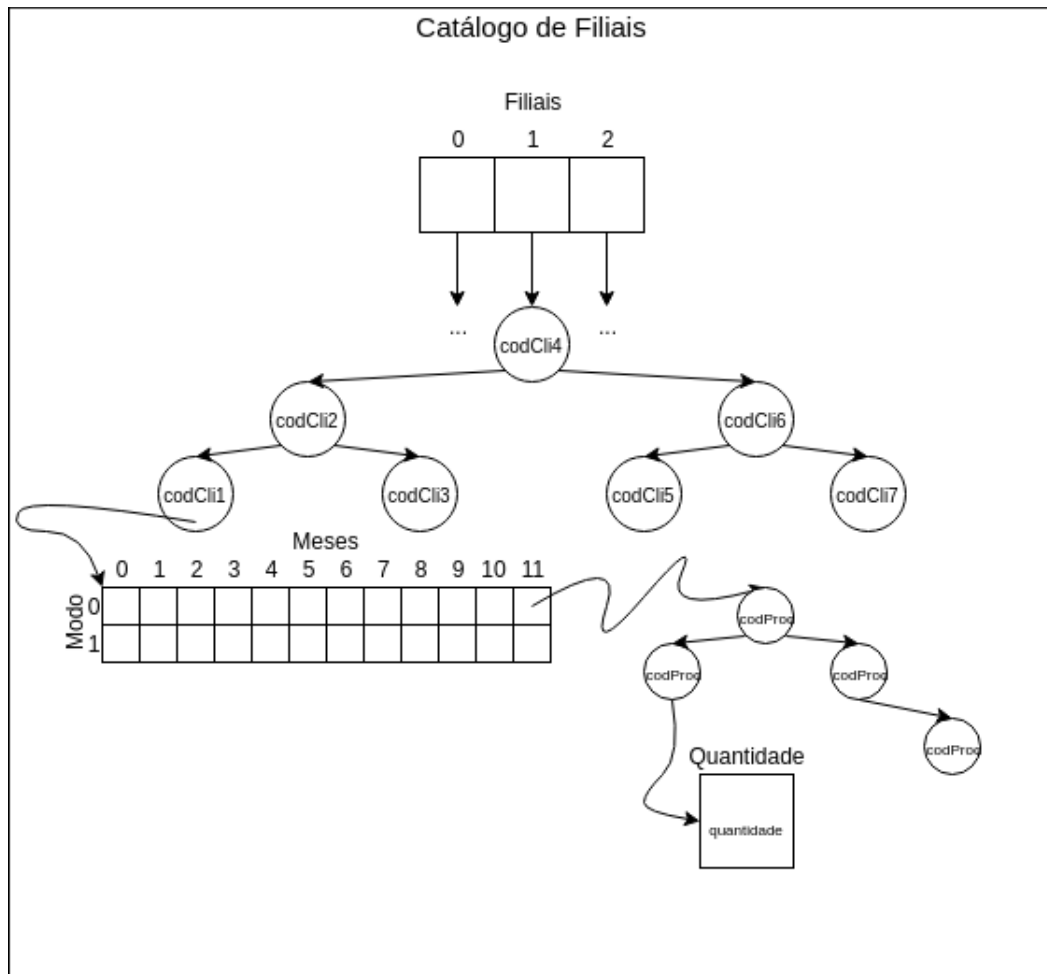 Catálogo de Filiais
Filiais
0 1 2
... codCli4 ...
codCli2 codCli6
codCli1 codCli3 codCli5 codCli7
Meses
0 1 2 3 4 5 6 7 8 9 10 11
Modo
0
1
codProd
codProd codProd
codProd
Quantidade
quantidade